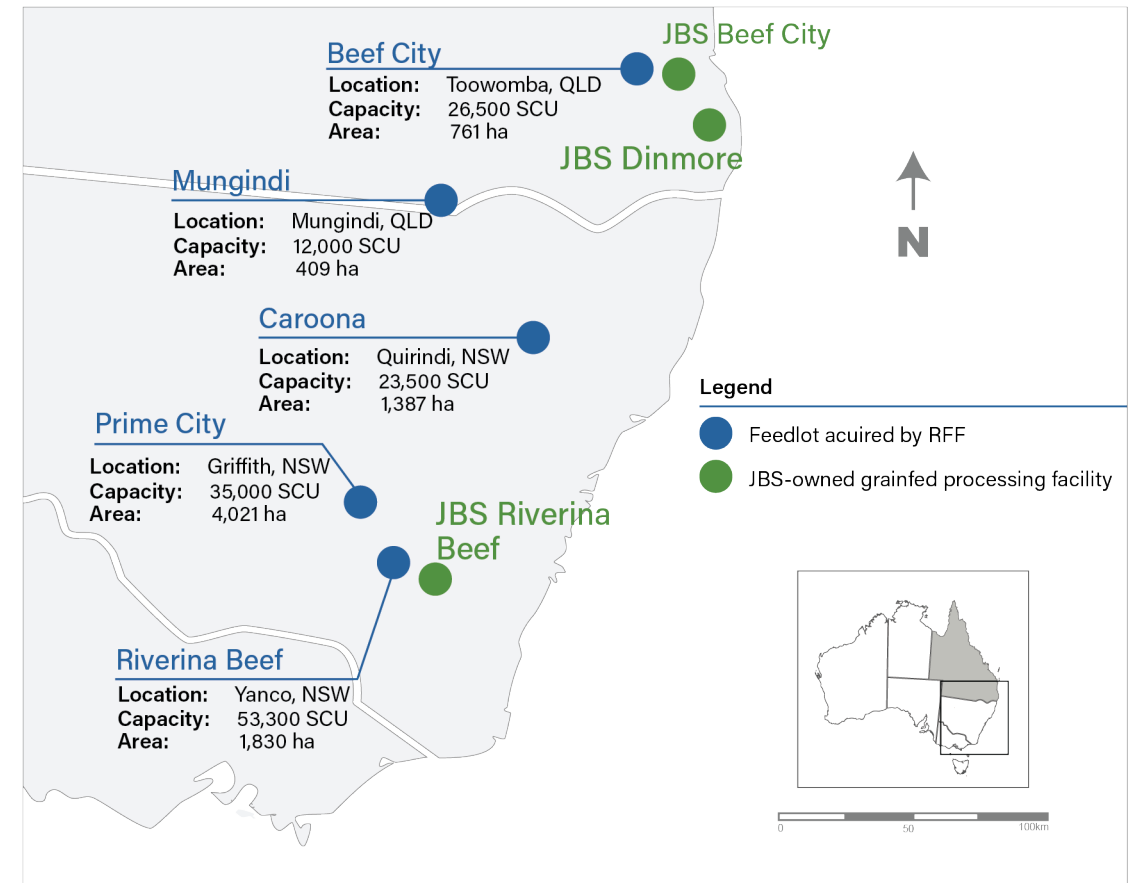 JBS Beef City
Beef City
Location: Toowomba, QLD
Capacity: 26,500 SCU
Area: 761 ha
JBS Dinmore
Mungindi
Location: Mungindi, QLD
Capacity: 12,000 SCU
Area: 409 ha
N
Caroona
Location: Quirindi, NSW
Capacity: 23,500 SCU
Area: 1,387 ha
Legend
Feedlot acuired by RFF
JBS-owned grainfed processing facility
Prime City
Location: Griffith, NSW
Capacity: 35,000 SCU
Area: 4,021 ha
JBS Riverina
Beef
Riverina Beef
Location: Yanco, NSW
Capacity: 53,300 SCU
Area: 1,830 ha
0 50 100km